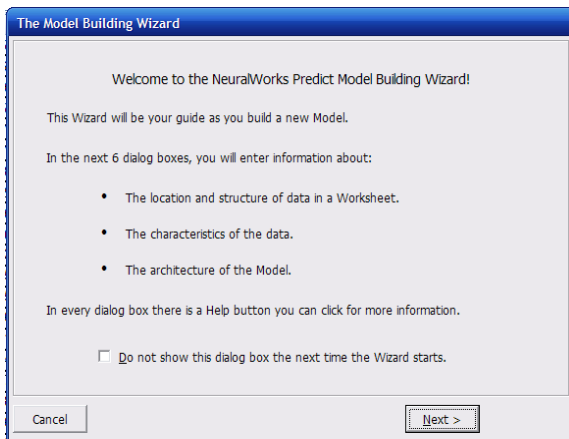 The Model Building Wizard
Welcome to the NeuralWorks Predict Model Building Wizard!
This Wizard will be your guide as you build a new Model.
In the next 6 dialog boxes, you will enter information about:
• The location and structure of data in a Worksheet.
• The characteristics of the data.
• The architecture of the Model.
In every dialog box there is a Help button you can click for more information.
Do not show this dialog box the next time the Wizard starts.
Cancel Next >